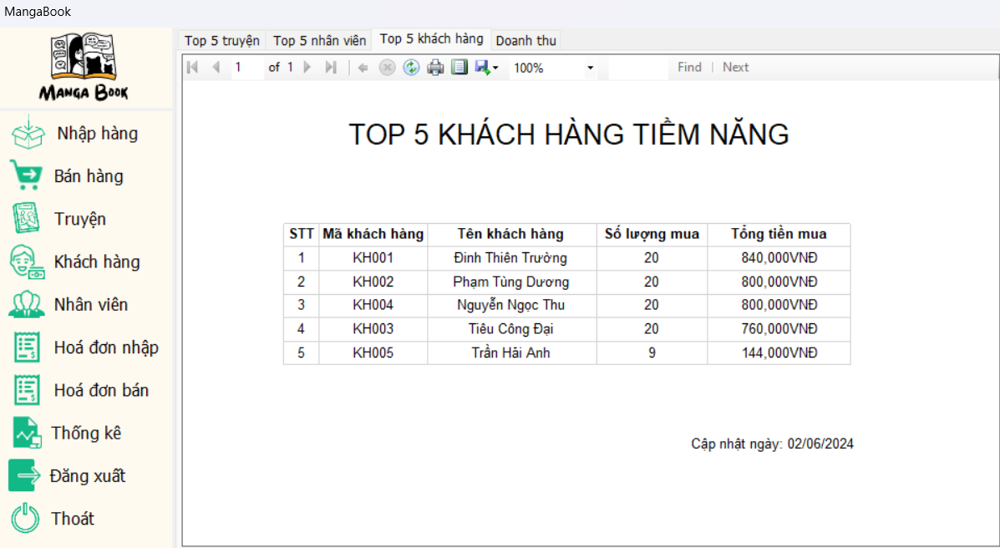 MangaBook
MANGA BOOK
Nhập hàng
Bán hàng
Truyện
Khách hàng
Nhân viên
Hoá đơn nhập
Hoá đơn bán
Thống kê
Đăng xuất
Thoát
Top 5 truyện Top 5 nhân viên Top 5 khách hàng Doanh thu
1 of 1 100% Find | Next
TOP 5 KHÁCH HÀNG TIỀM NĂNG
STT Mã khách hàng Tên khách hàng Số lượng mua Tổng tiền mua
1 KH001 Đinh Thiên Trường 20 840,000VNĐ
2 KH002 Phạm Tùng Dương 20 800,000VNĐ
3 KH004 Nguyễn Ngọc Thu 20 800,000VNĐ
4 KH003 Tiêu Công Đại 20 760,000VNĐ
5 KH005 Trần Hải Anh 9 144,000VNĐ
Cập nhật ngày: 02/06/2024